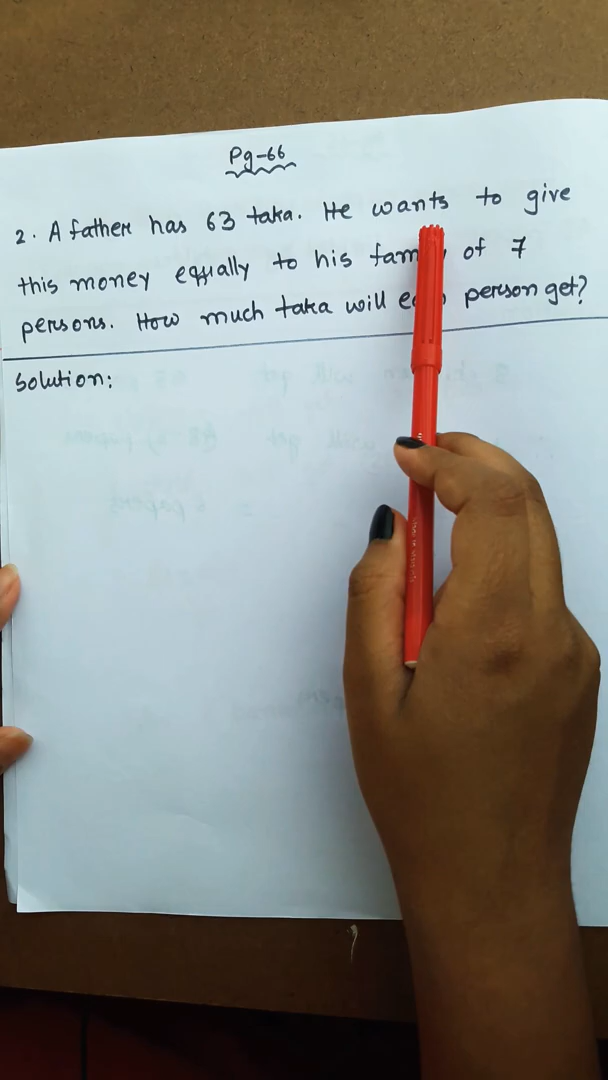 Pg-66
2. A father has 63 taka. He wants to give
this money equally to his fam of 7
persons. How much taka will e person get?
Solution: